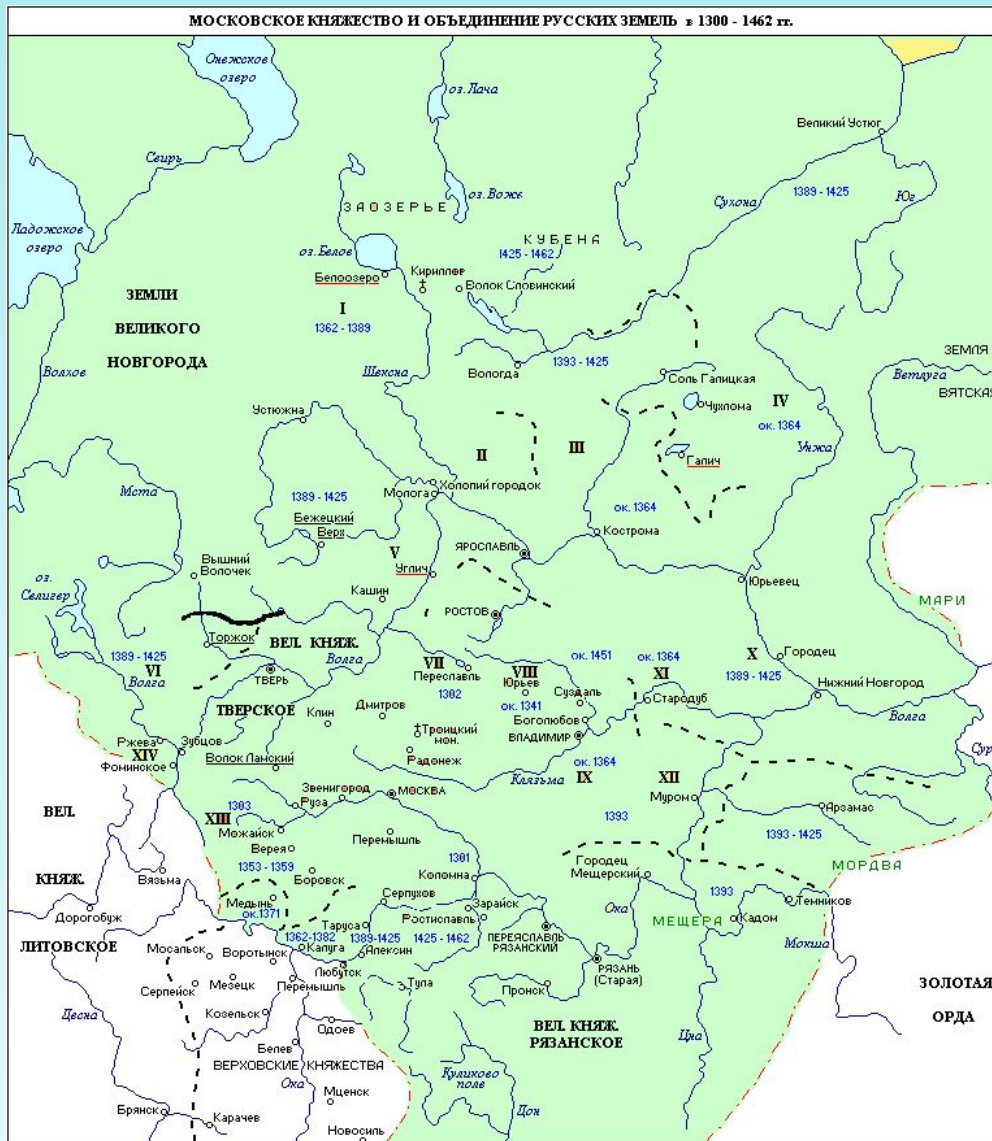 МОСКОВСКОЕ КНЯЖЕСТВО И ОБЪЕДИНЕНИЕ РУССКИХ ЗЕМЕЛЬ в 1300 - 1462 гг.
Онежское
озеро
оз. Лача
Великий Устюг
Свирь
оз. Воже
1389 - 1425
Сухона
Юг
ЗАОЗЕРЬЕ
Ладожское
озеро
КУБЕНА
1425 - 1462
оз. Белое
Кириллов
Белоозеро
Волок Словинский
ЗЕМЛИ
ВЕЛИКОГО
НОВГОРОДА
I
1362 - 1389
Волхов
Шексна
Вологда
1393 - 1425
Соль Галицкая
ЗЕМЛЯ
ВЯТСКАЯ
Ветлуга
Чухлома
IV
ок. 1364
Устюжна
II
III
Унжа
Галич
Мста
Холопий городок
Молога
1389 - 1425
ок. 1364
Бежецкий
Верх
Кострома
V
ЯРОСЛАВЛЬ
Вышний
Волочек
Углич
оз.
Селигер
Кашин
Юрьевец
МАРИ
РОСТОВ
Торжок
ВЕЛ. КНЯЖ.
1389 - 1425
VI
Волга
Волга
VII
Переславль
1302
VIII
ок. 1451
ок. 1364
XI
X
Городец
1389 - 1425
ТВЕРЬ
Юрьев
ок. 1341
Суздаль
Стародуб
Нижний Новгород
ТВЕРСКОЕ
Клин
Дмитров
Боголюбов
Волга
Троицкий
мон.
ВЛАДИМИР
Ржева
Зубцов
XIV
Фоминское
Волок Ламский
Радонеж
Клязьма
ок. 1364
IX
XII
Сур
ВЕЛ.
Звенигород
МОСКВА
Муром
1303
Руза
XIII
Арзамас
1393
Можайск
Перемышль
1393 - 1425
Верея
1301
1353 - 1359
КНЯЖ.
Вязьма
Боровск
Коломна
Городец
Мещерский
МОРДВА
Медынь
ок.1371
Серпухов
1393
Темников
Дорогобуж
Зарайск
Ока
Ростиславль
МЕЩЕРА
Кадом
Таруса
ЛИТОВСКОЕ
1362-1382
1389-1425
1425 - 1462
ПЕРЕЯСЛАВЛЬ
РЯЗАНСКИЙ
Мокша
Мосальск
Воротынск
Калуга
Алексин
Любутск
РЯЗАНЬ
(Старая)
Серпейск
Мезецк
Перемышль
Тула
Пронск
ЗОЛОТАЯ
ОРДА
Десна
Козельск
Одоев
ВЕЛ. КНЯЖ.
РЯЗАНСКОЕ
Цна
Белев
ВЕРХОВСКИЕ КНЯЖЕСТВА
Куликово
поле
Ока
Мценск
Брянск
Карачев
Дон
Новосиль